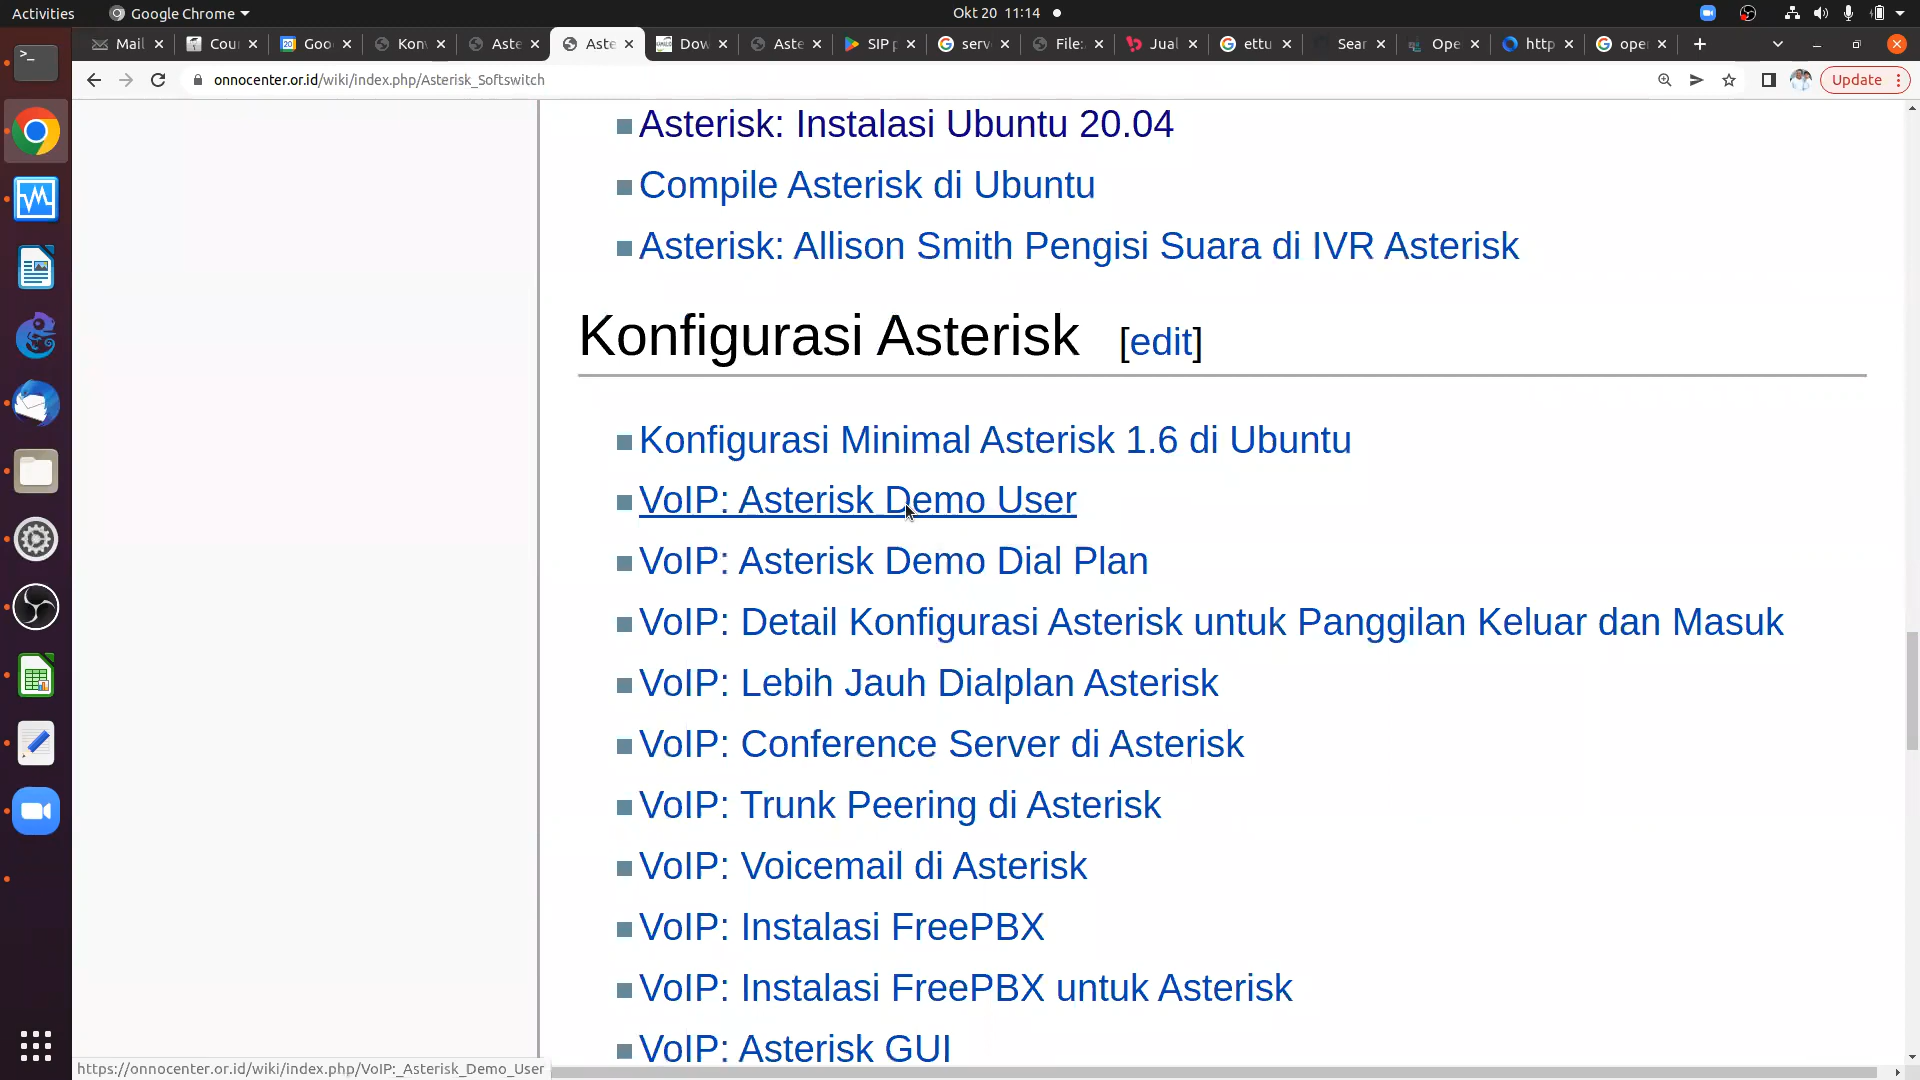 Activities
Google Chrome
Okt 20 11:14
Mail
Cou
20
Goo
Kon
Aste
Aste
Dow
Aste
SIP p
serv
File:
Jual
ettu
Sear
Ope
http
ope
onnocenter.or.id/wiki/index.php/Asterisk_Softswitch
Update
Asterisk: Instalasi Ubuntu 20.04
Compile Asterisk di Ubuntu
Asterisk: Allison Smith Pengisi Suara di IVR Asterisk
Konfigurasi Asterisk [edit]
Konfigurasi Minimal Asterisk 1.6 di Ubuntu
VoIP: Asterisk Demo User
VoIP: Asterisk Demo Dial Plan
VoIP: Detail Konfigurasi Asterisk untuk Panggilan Keluar dan Masuk
VoIP: Lebih Jauh Dialplan Asterisk
VoIP: Conference Server di Asterisk
VoIP: Trunk Peering di Asterisk
VoIP: Voicemail di Asterisk
VoIP: Instalasi FreePBX
VoIP: Instalasi FreePBX untuk Asterisk
VoIP: Asterisk GUI
https://onnocenter.or.id/wiki/index.php/VoIP:_Asterisk_Demo_User